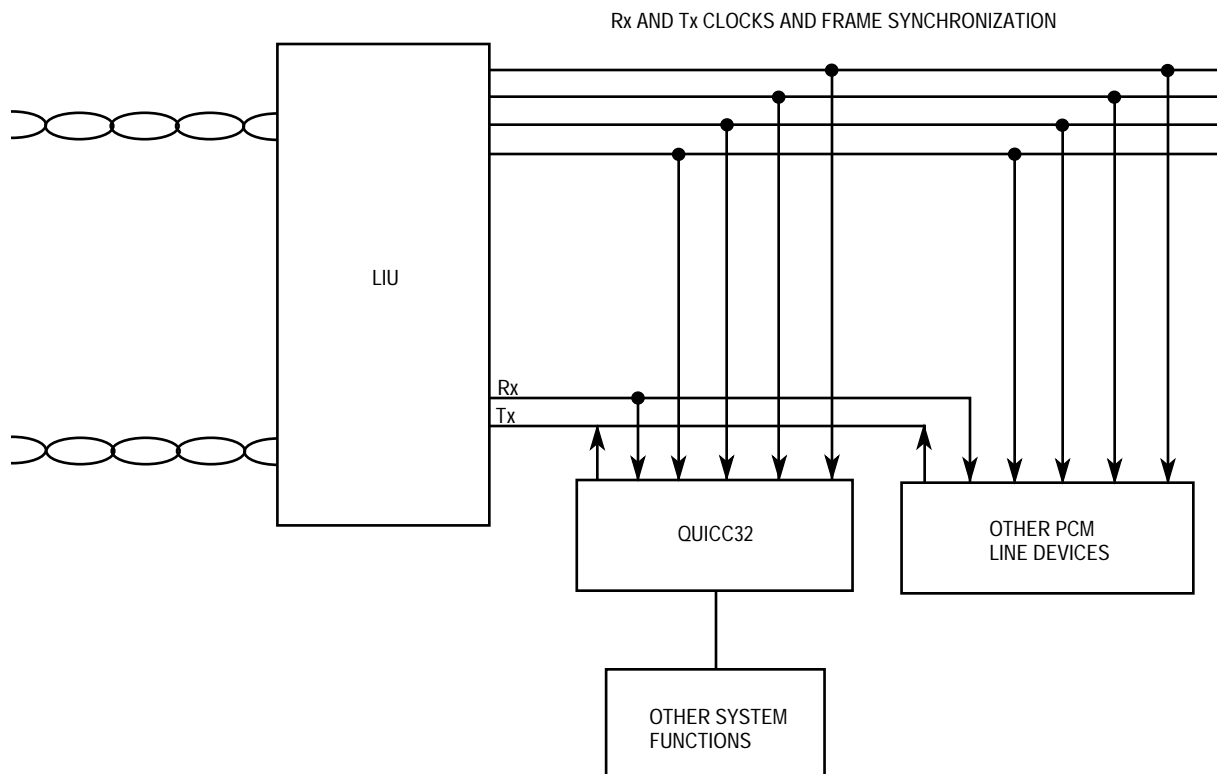 Rx AND Tx CLOCKS AND FRAME SYNCHRONIZATION
LIU
Rx
Tx
QUICC32
OTHER PCM
LINE DEVICES
OTHER SYSTEM
FUNCTIONS